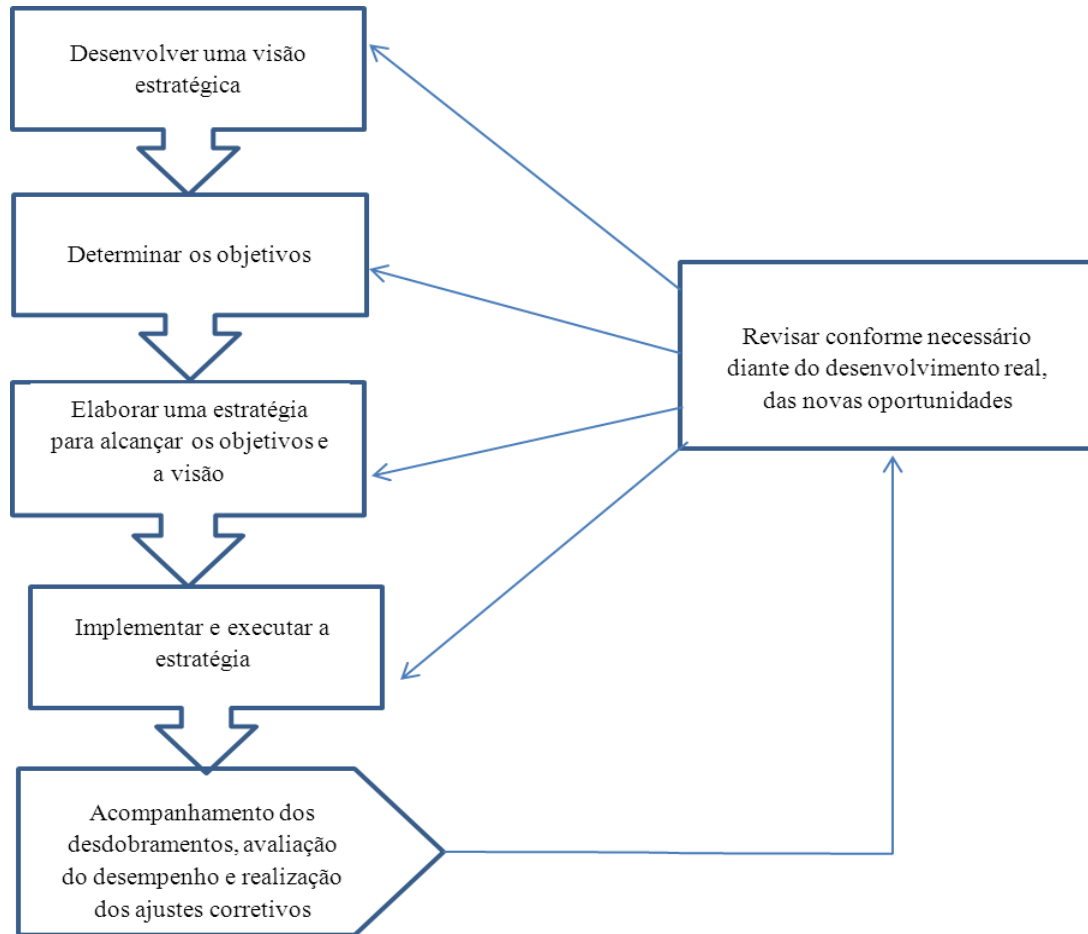 Desenvolver uma visão
estratégica
Determinar os objetivos
Elaborar uma estratégia
para alcançar os objetivos e
a visão
Implementar e executar a
estratégia
Acompanhamento dos
desdobramentos, avaliação
do desempenho e realização
dos ajustes corretivos
Revisar conforme necessário
diante do desenvolvimento real,
das novas oportunidades